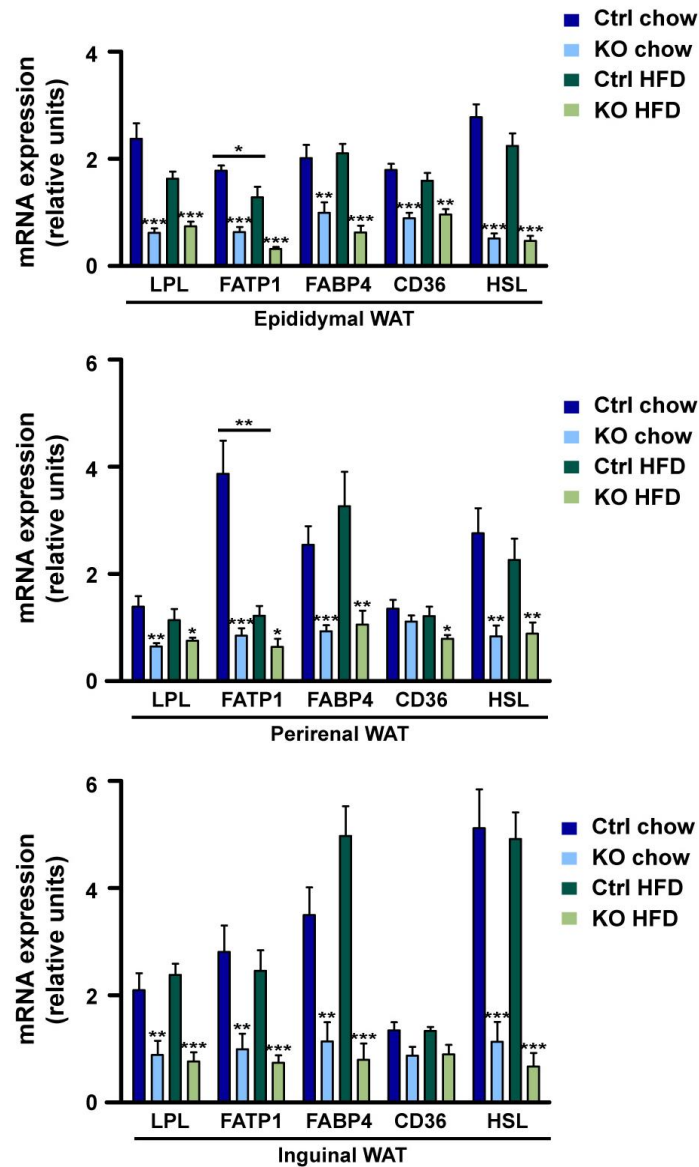 Ctrl chow
KO chow
Ctrl HFD
KO HFD
mRNA expression
(relative units)
4
2
0
*
*** *** *** *** ** *** *** ** *** ***
LPL FATP1 FABP4 CD36 HSL
Epididymal WAT
Ctrl chow
KO chow
Ctrl HFD
KO HFD
mRNA expression
(relative units)
6
4
2
0
**
** * *** * *** ** * ** **
LPL FATP1 FABP4 CD36 HSL
Perirenal WAT
Ctrl chow
KO chow
Ctrl HFD
KO HFD
mRNA expression
(relative units)
6
4
2
0
** *** ** *** ** *** *** ***
LPL FATP1 FABP4 CD36 HSL
Inguinal WAT